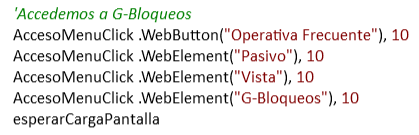 'Accedemos a G-Bloqueos
AccesoMenuClick .WebButton("Operativa Frecuente"), 10
AccesoMenuClick .WebElement("Pasivo"), 10
AccesoMenuClick .WebElement("Vista"), 10
AccesoMenuClick .WebElement("G-Bloqueos"), 10
esperarCargaPantalla